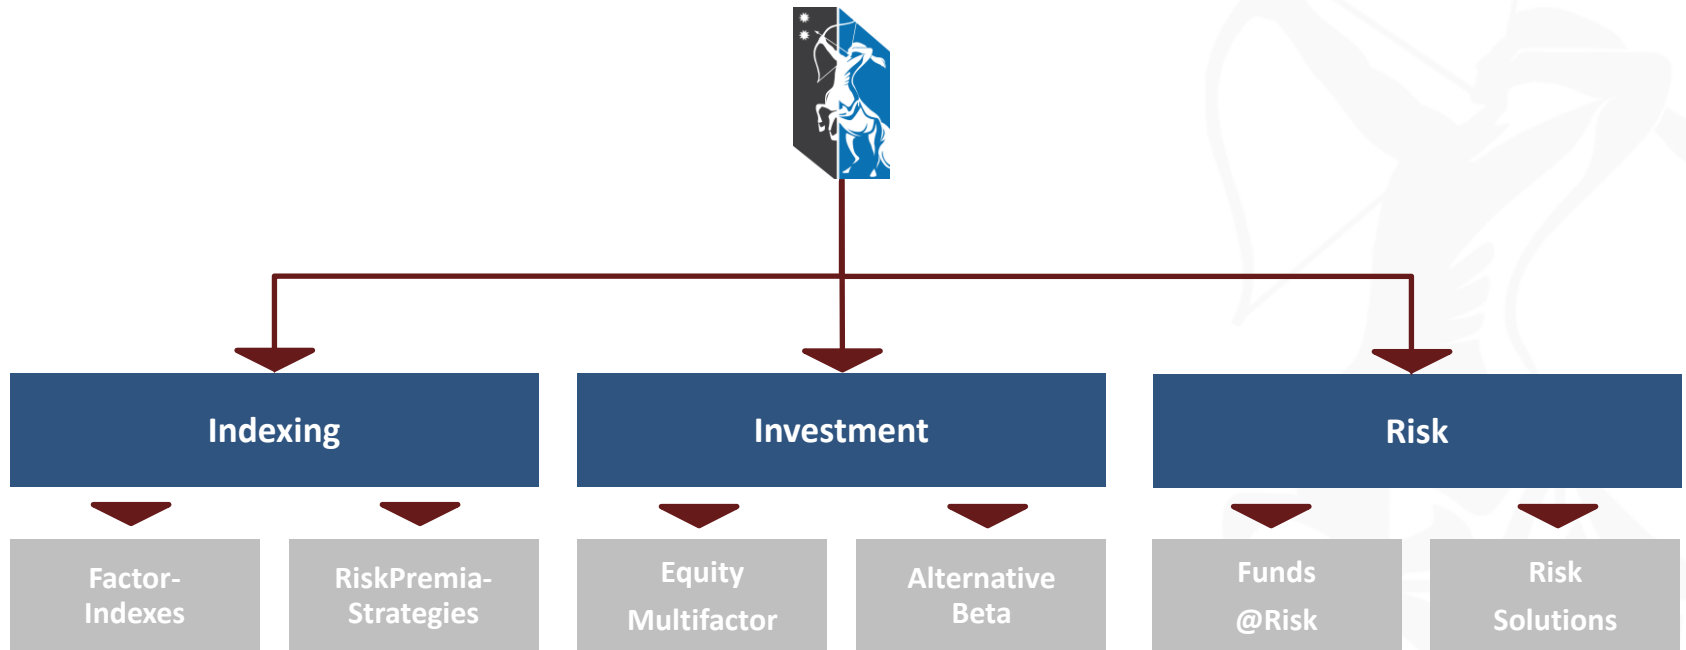 Indexing
Investment
Risk
Factor-
Indexes
RiskPremia-
Strategies
Equity
Multifactor
Alternative
Beta
Funds
@Risk
Risk
Solutions